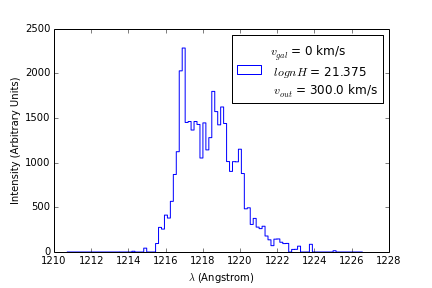 2500
2000
1500
1000
500
0
1210 1212 1214 1216 1218 1220 1222 1224 1226 1228
λ (Angstrom)
Intensity (Arbitrary Units)
v_gal = 0 km/s
lognH = 21.375
v_out = 300.0 km/s